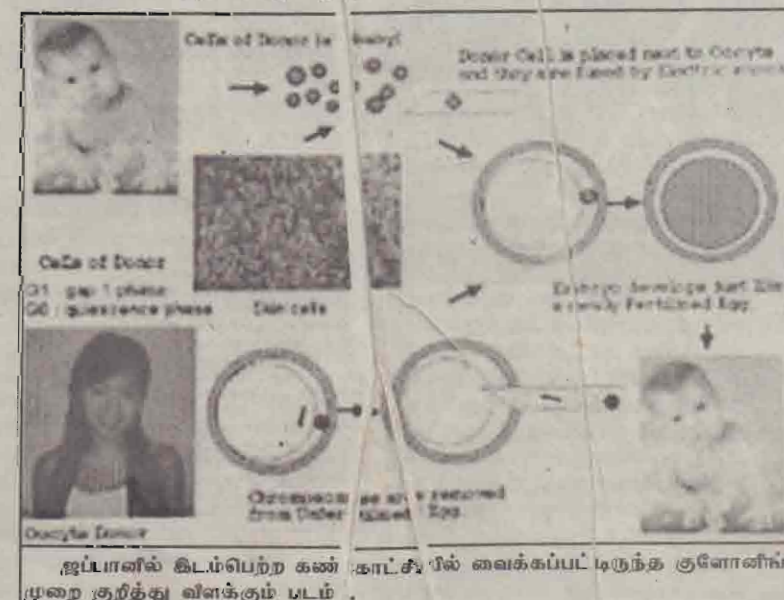 Cells of Donor
Donor Cell is placed next to Oocyte
and they are fused by Electric
Cells of Donor
G1 : gap 1 phase
G0 : quiescence phase
Skin cells
Embryo develops just like
a newly Fertilized Egg
Chromosomes are removed
from Unfertilized Egg
Oocyte Donor
ஜப்பானில் இடம்பெற்ற கண்காட்சியில் வைக்கப்பட்டிருந்த குளோனிங்
முறை குறித்து விளக்கும் படம்